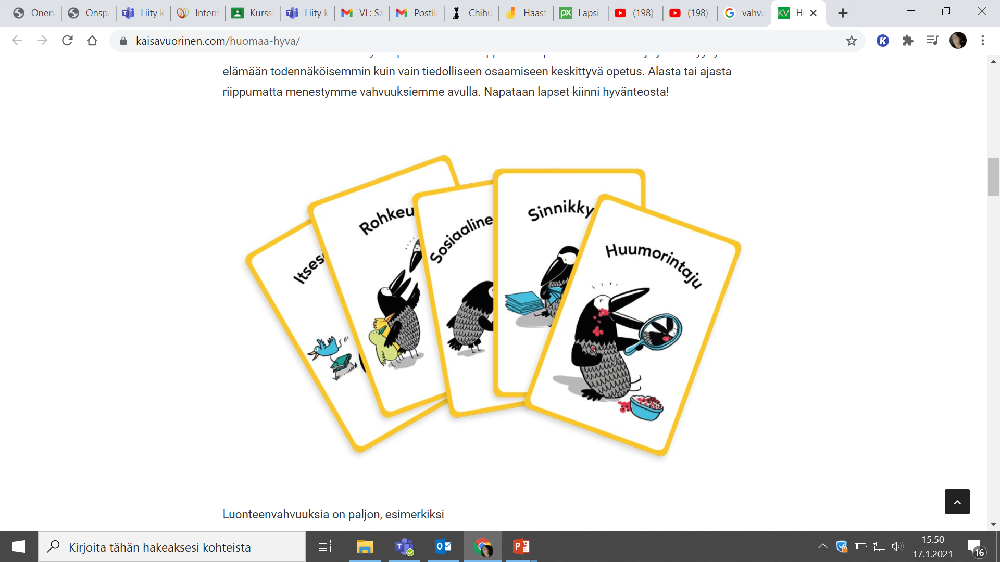 Onerv
Onsp
Liity k
Intern
Kurssi
Liity k
VL: Sa
Postil
Chihu
Haast
Lapsi
(198)
(198)
vahvu
kaisavuorinen.com/huomaa-hyva/
elämään todennäköisemmin kuin vain tiedolliseen osaamiseen keskittyvä opetus. Alasta tai ajasta
riippumatta menestymme vahvuuksiemme avulla. Napataan lapset kiinni hyvänteosta!
Itses
Rohkeu
Sosiaaline
Sinnikky
Huumorintaju
Luonteenvahvuuksia on paljon, esimerkiksi
Kirjoita tähän hakeaksesi kohteista
15.50
17.1.2021
16